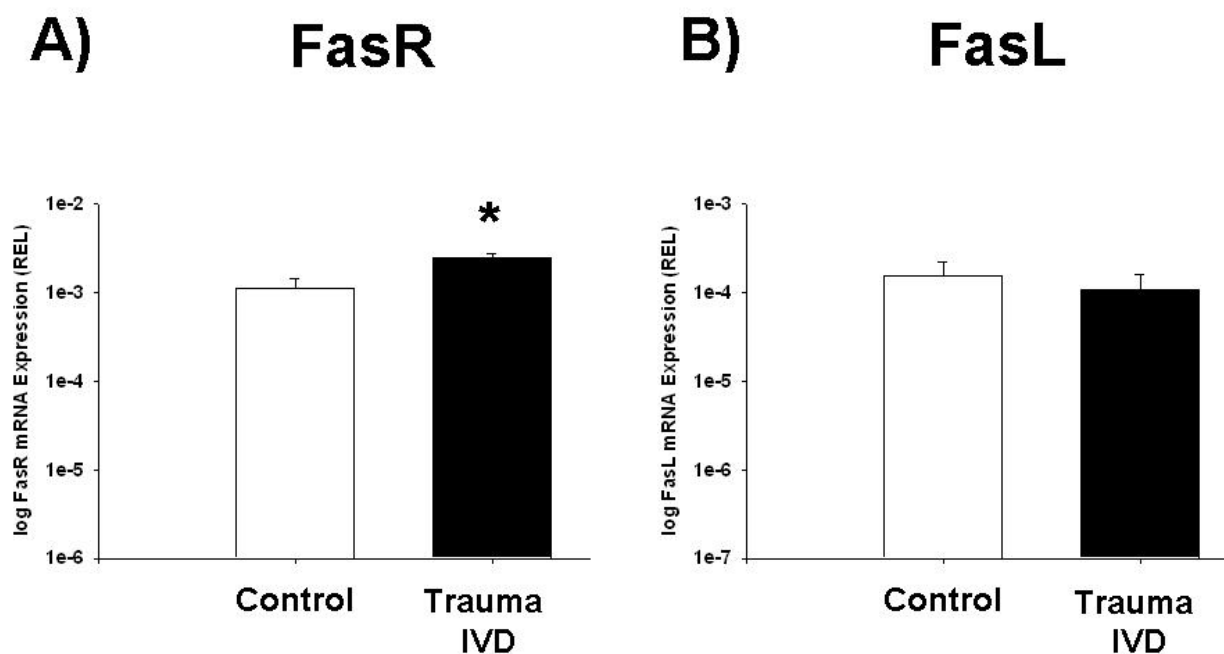 A)
FasR
log FasR mRNA Expression (REL)
1e-2
1e-3
1e-4
1e-5
1e-6
*
Control
Trauma
IVD
B)
FasL
log FasL mRNA Expression (REL)
1e-3
1e-4
1e-5
1e-6
1e-7
Control
Trauma
IVD